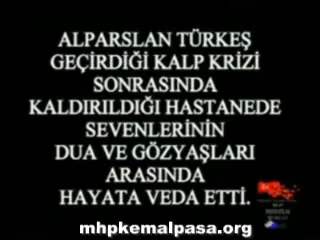 ALPARSLAN TÜRKEŞ
GEÇİRDİĞİ KALP KRİZİ
SONRASINDA
KALDIRILDIĞI HASTANEDE
SEVENLERİNİN
DUA VE GÖZYAŞLARI
ARASINDA
HAYATA VEDA ETTİ.
mhpkemalpasa.org